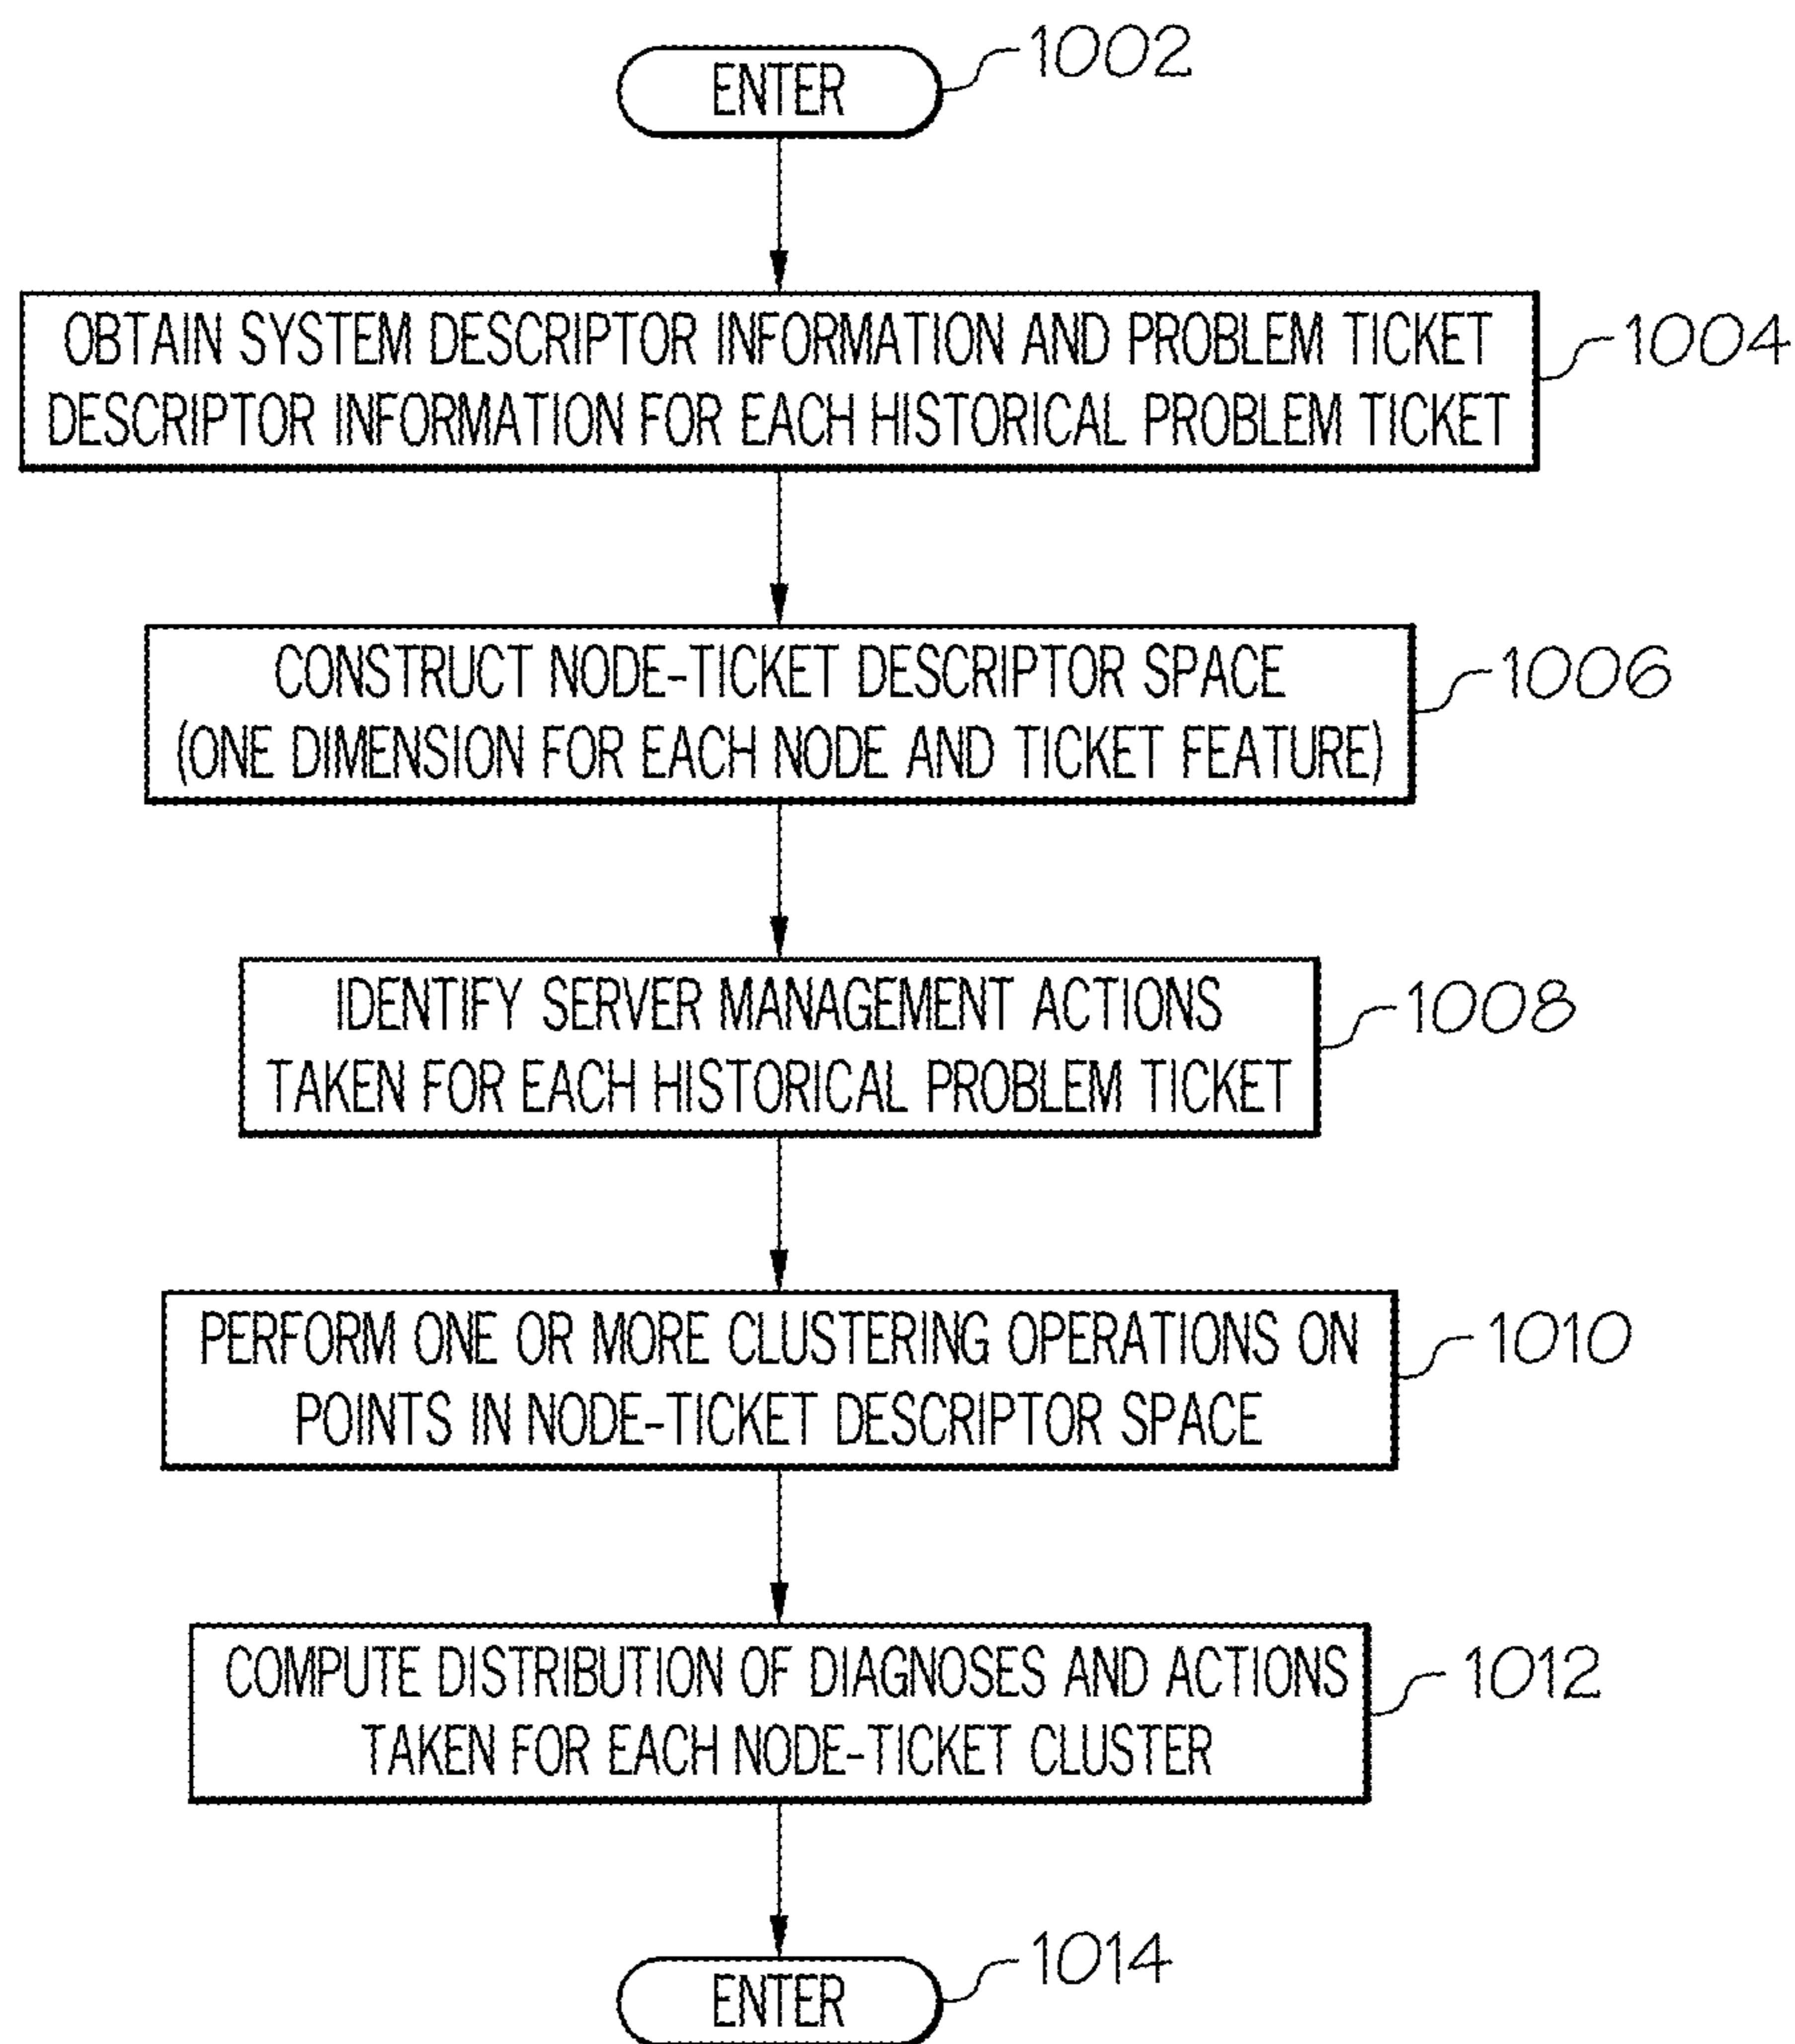 ENTER
1002
OBTAIN SYSTEM DESCRIPTOR INFORMATION AND PROBLEM TICKET
DESCRIPTOR INFORMATION FOR EACH HISTORICAL PROBLEM TICKET
1004
CONSTRUCT NODE-TICKET DESCRIPTOR SPACE
(ONE DIMENSION FOR EACH NODE AND TICKET FEATURE)
1006
IDENTIFY SERVER MANAGEMENT ACTIONS
TAKEN FOR EACH HISTORICAL PROBLEM TICKET
1008
PERFORM ONE OR MORE CLUSTERING OPERATIONS ON
POINTS IN NODE-TICKET DESCRIPTOR SPACE
1010
COMPUTE DISTRIBUTION OF DIAGNOSES AND ACTIONS
TAKEN FOR EACH NODE-TICKET CLUSTER
1012
ENTER
1014